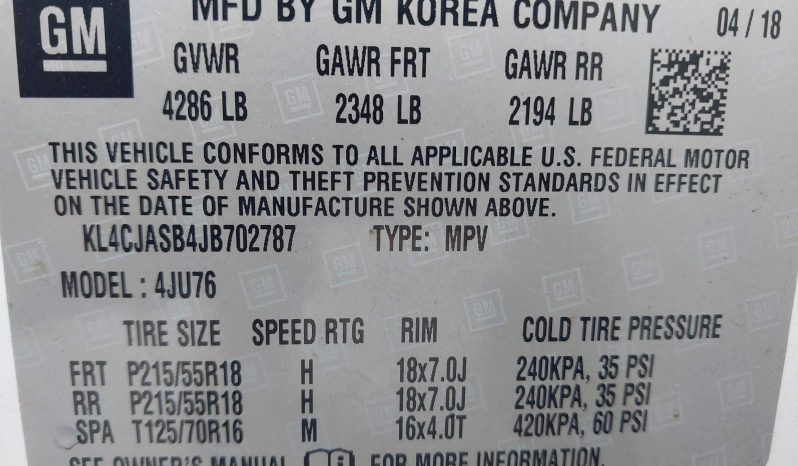 GM
MFD BY GM KOREA COMPANY 04 / 18
GVWR GAWR FRT GAWR RR
4286 LB 2348 LB 2194 LB
THIS VEHICLE CONFORMS TO ALL APPLICABLE U.S. FEDERAL MOTOR
VEHICLE SAFETY AND THEFT PREVENTION STANDARDS IN EFFECT
ON THE DATE OF MANUFACTURE SHOWN ABOVE.
KL4CJASB4JB702787 TYPE: MPV
MODEL : 4JU76
TIRE SIZE SPEED RTG RIM COLD TIRE PRESSURE
FRT P215/55R18 H 18x7.0J 240KPA, 35 PSI
RR P215/55R18 H 18x7.0J 240KPA, 35 PSI
SPA T125/70R16 M 16x4.0T 420KPA, 60 PSI
SEE OWNER'S MANUAL FOR MORE INFORMATION.